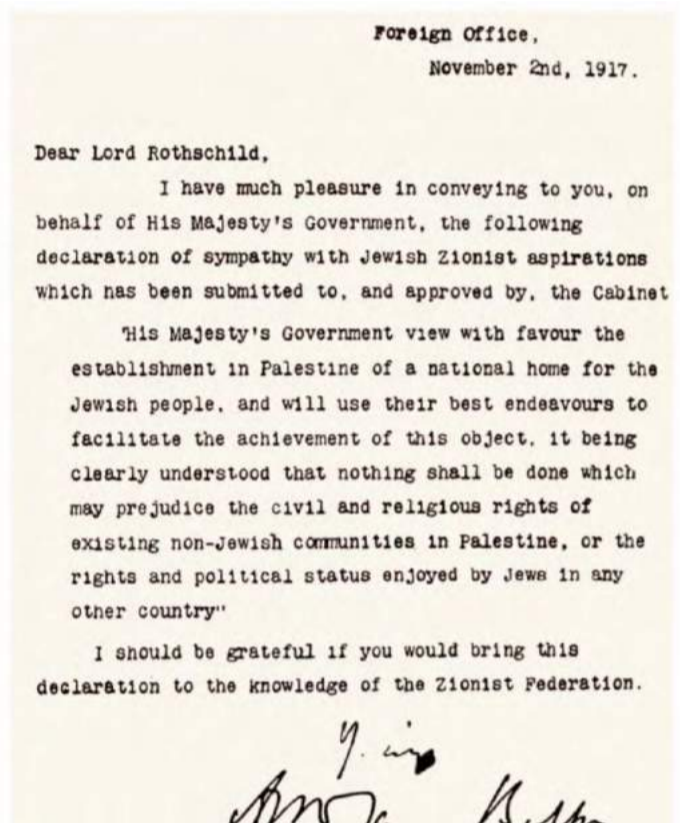 Foreign Office,
November 2nd, 1917.
Dear Lord Rothschild,
I have much pleasure in conveying to you, on
behalf of His Majesty's Government, the following
declaration of sympathy with Jewish Zionist aspirations
which has been submitted to, and approved by, the Cabinet
"His Majesty's Government view with favour the
establishment in Palestine of a national home for the
Jewish people, and will use their best endeavours to
facilitate the achievement of this object, it being
clearly understood that nothing shall be done which
may prejudice the civil and religious rights of
existing non-Jewish communities in Palestine, or the
rights and political status enjoyed by Jews in any
other country"
I should be grateful if you would bring this
declaration to the knowledge of the Zionist Federation.